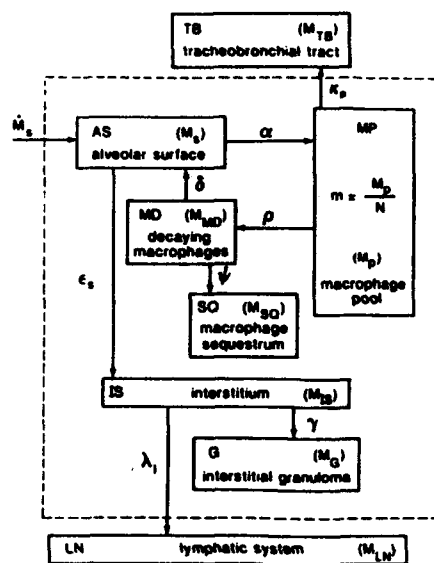 TB (M_TB)
tracheobronchial tract
κ_p
Ṁ_s
AS (M_s)
alveolar surface
α
MP
m = M_p / N
(M_p)
macrophage
pool
δ
MD (M_MD)
decaying
macrophages
ρ
ψ
SQ (M_SQ)
macrophage
sequestrum
ε_s
IS interstitium (M_IS)
γ
λ_i
G (M_G)
interstitial granuloma
LN lymphatic system (M_LN)